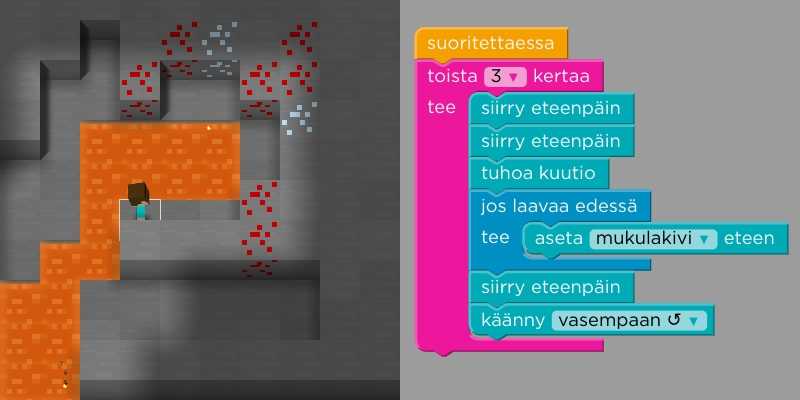 suoritettaessa
toista 3 kertaa
tee siirry eteenpäin
siirry eteenpäin
tuhoa kuutio
jos laavaa edessä
tee aseta mukulakivi eteen
siirry eteenpäin
käänny vasempaan ↺